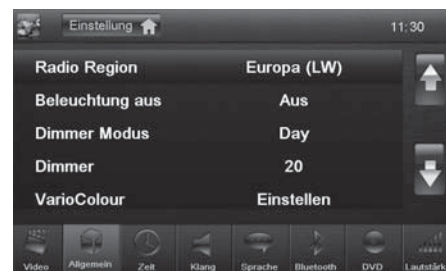 Einstellung 11:30
Radio Region Europa (LW)
Beleuchtung aus Aus
Dimmer Modus Day
Dimmer 20
VarioColour Einstellen
Video Allgemein Zeit Klang Sprache Bluetooth DVD Lautstärk